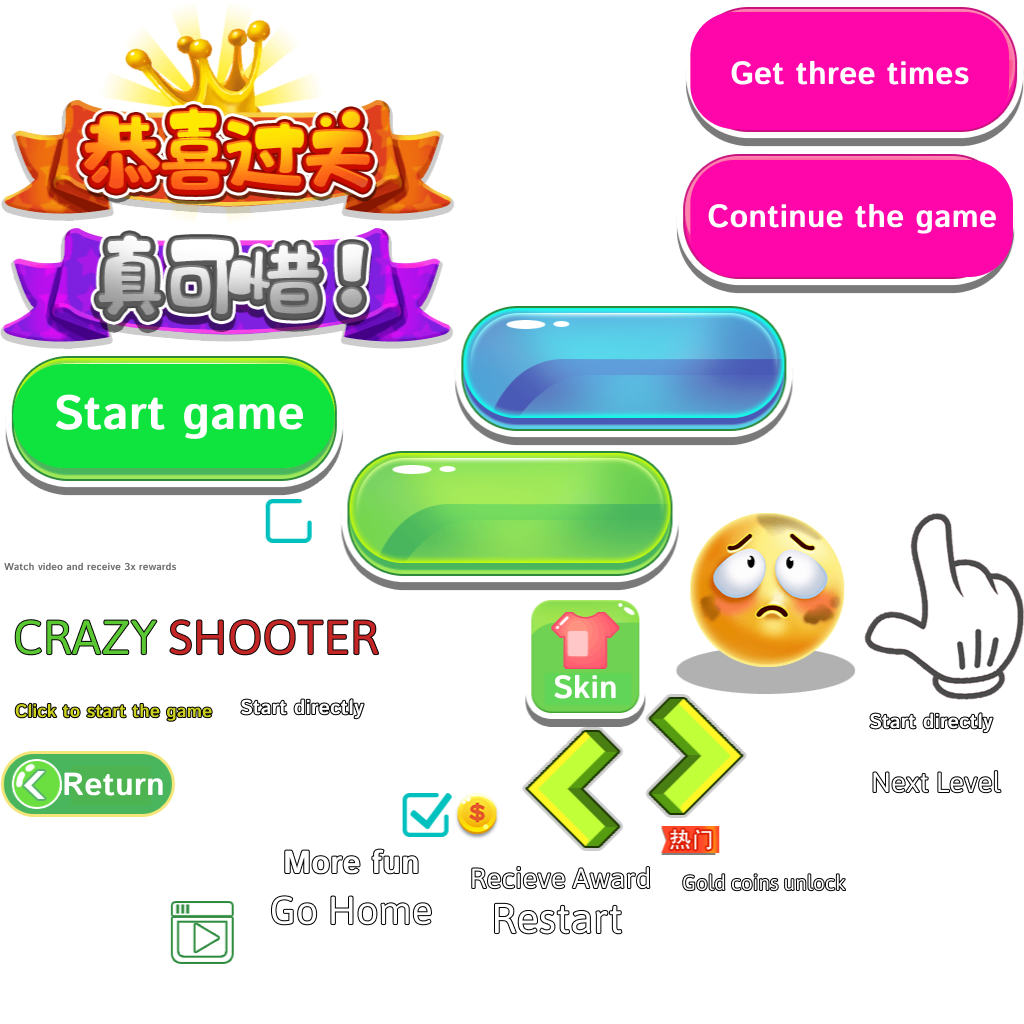 恭喜过关
Get three times
真可惜!
Continue the game
Start game
Watch video and receive 3x rewards
CRAZY SHOOTER
Skin
Click to start the game
Start directly
Start directly
Return
Next Level
$
热门
More fun
Recieve Award
Gold coins unlock
Go Home
Restart